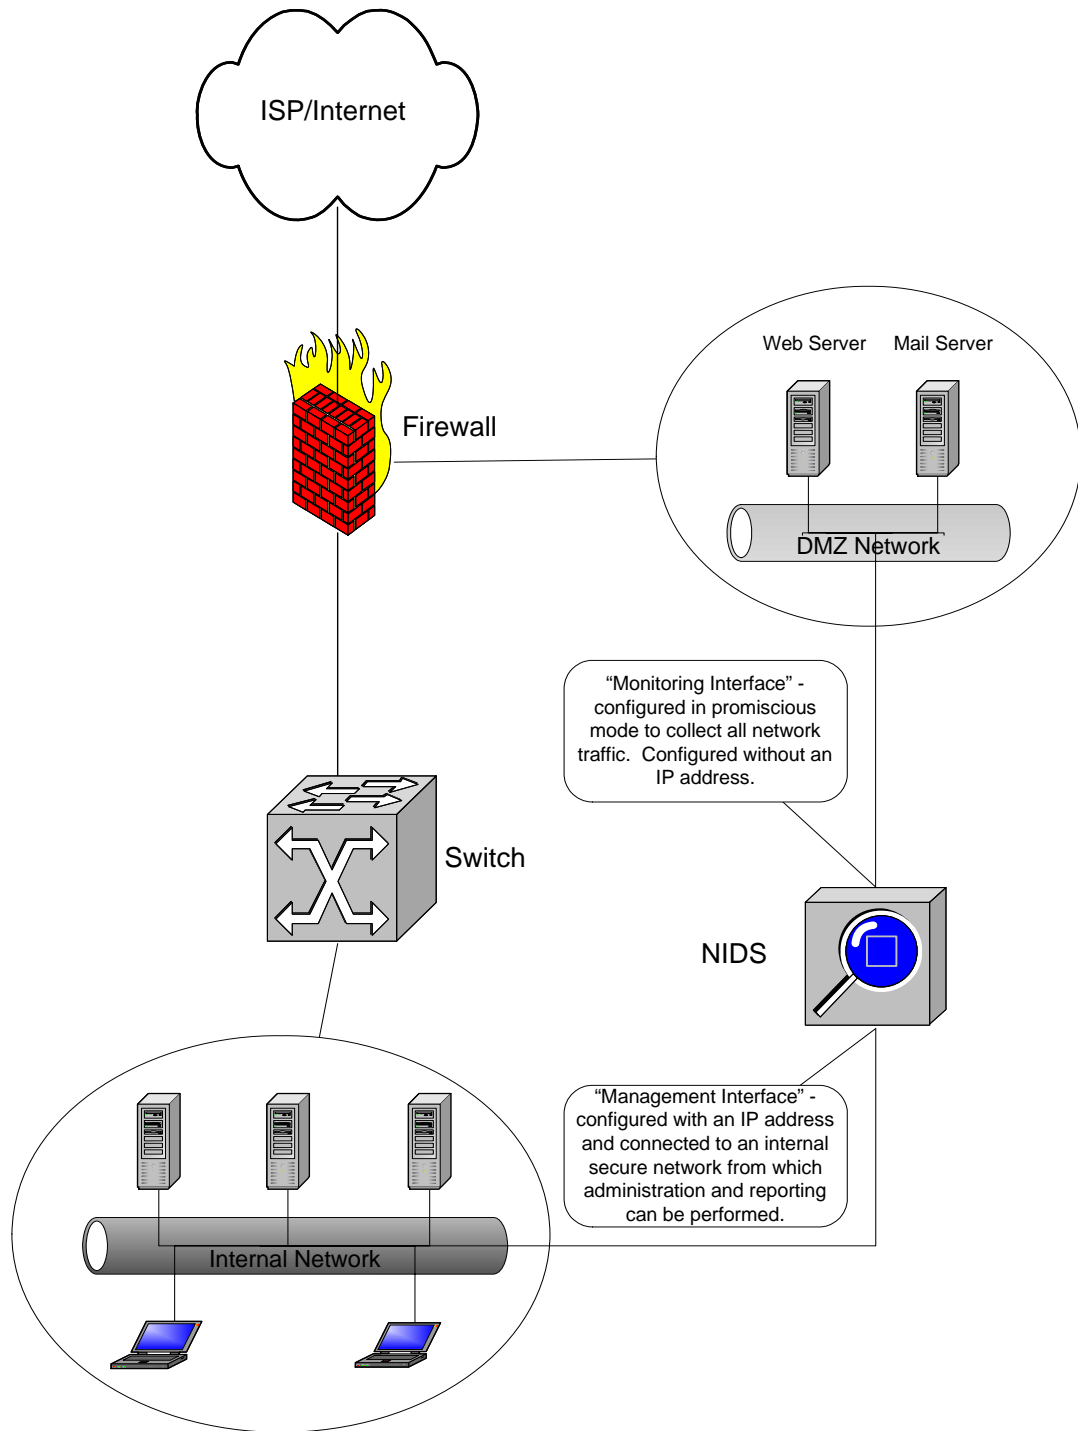 ISP/Internet
Web Server
Mail Server
Firewall
DMZ Network
“Monitoring Interface” -
configured in promiscious
mode to collect all network
traffic.  Configured without an
IP address.
Switch
NIDS
“Management Interface” -
configured with an IP address
and connected to an internal
secure network from which
administration and reporting
can be performed.
Internal Network